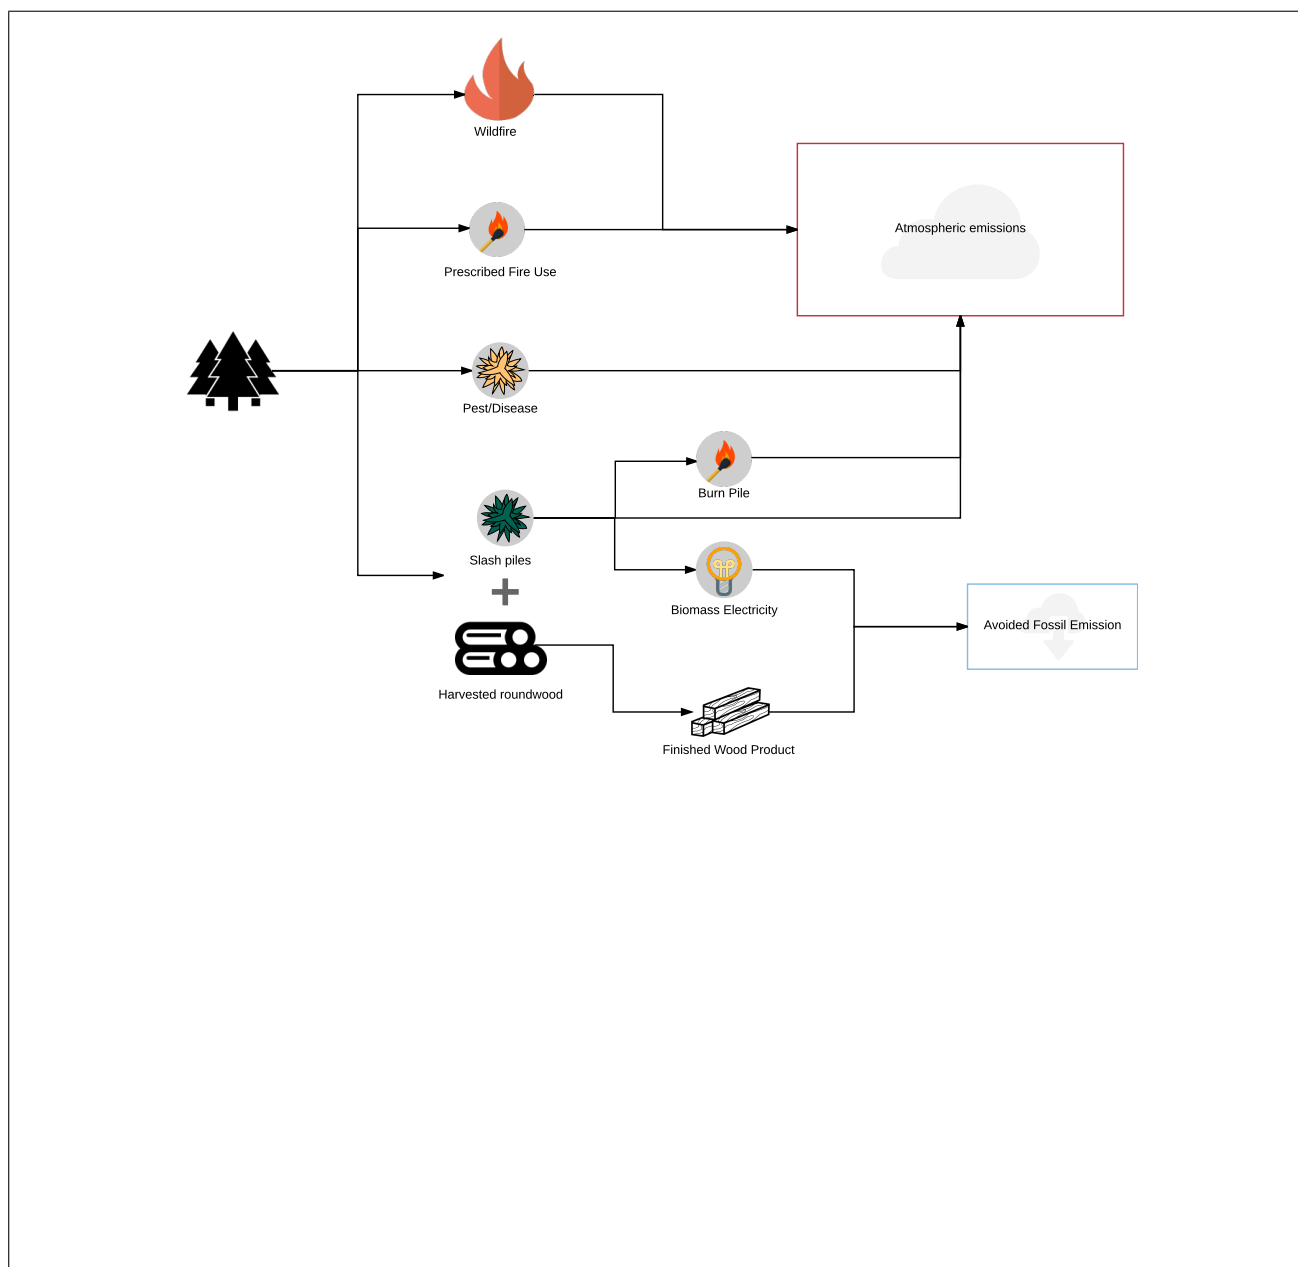 Wildfire
Atmospheric emissions
Prescribed Fire Use
Pest/Disease
Burn Pile
Slash piles
Biomass Electricity
Avoided Fossil Emission
Harvested roundwood
Finished Wood Product